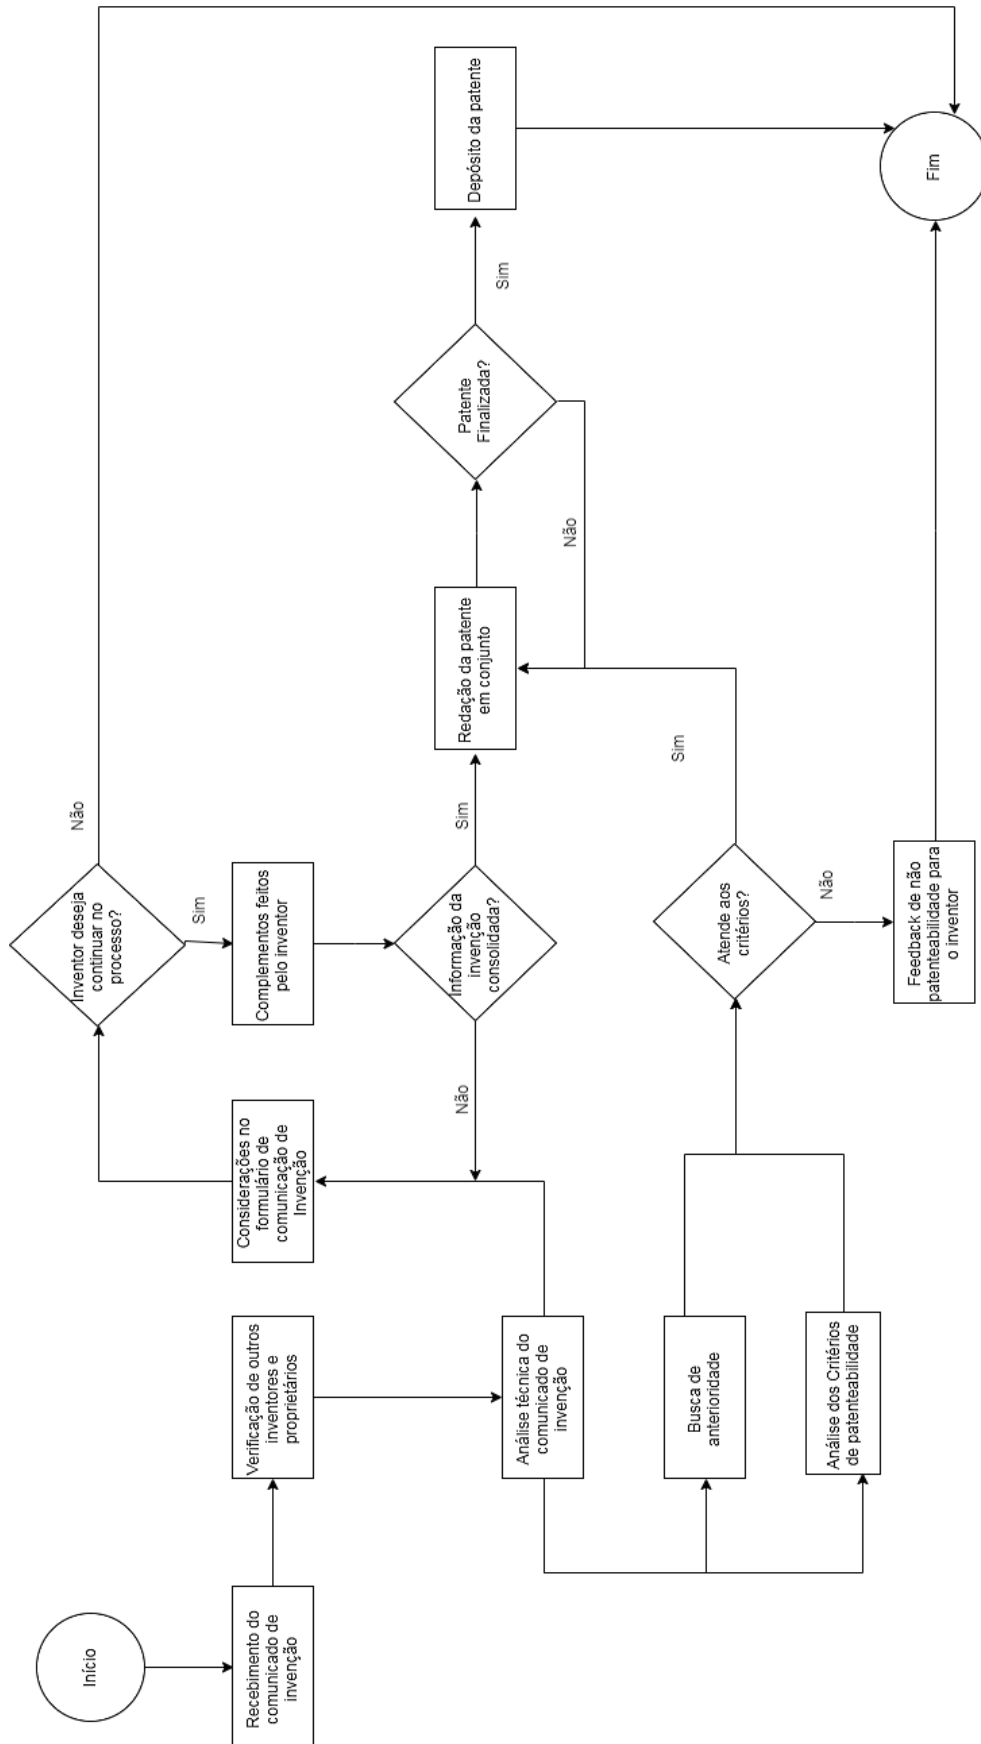 Início
Recebimento do
comunicado de
invenção
Verificação de outros
inventores e
proprietários
Análise técnica do
comunicado de
invenção
Considerações no
formulário de
comunicação de
Invenção
Inventor deseja
continuar no
processo?
Não
Sim
Complementos feitos
pelo inventor
Informação da
invenção
consolidada?
Não
Sim
Busca de
anterioridade
Análise dos Critérios
de patenteabilidade
Atende aos
critérios?
Sim
Não
Feedback de não
patenteabilidade para
o inventor
Redação da patente
em conjunto
Patente
Finalizada?
Não
Sim
Depósito da patente
Fim